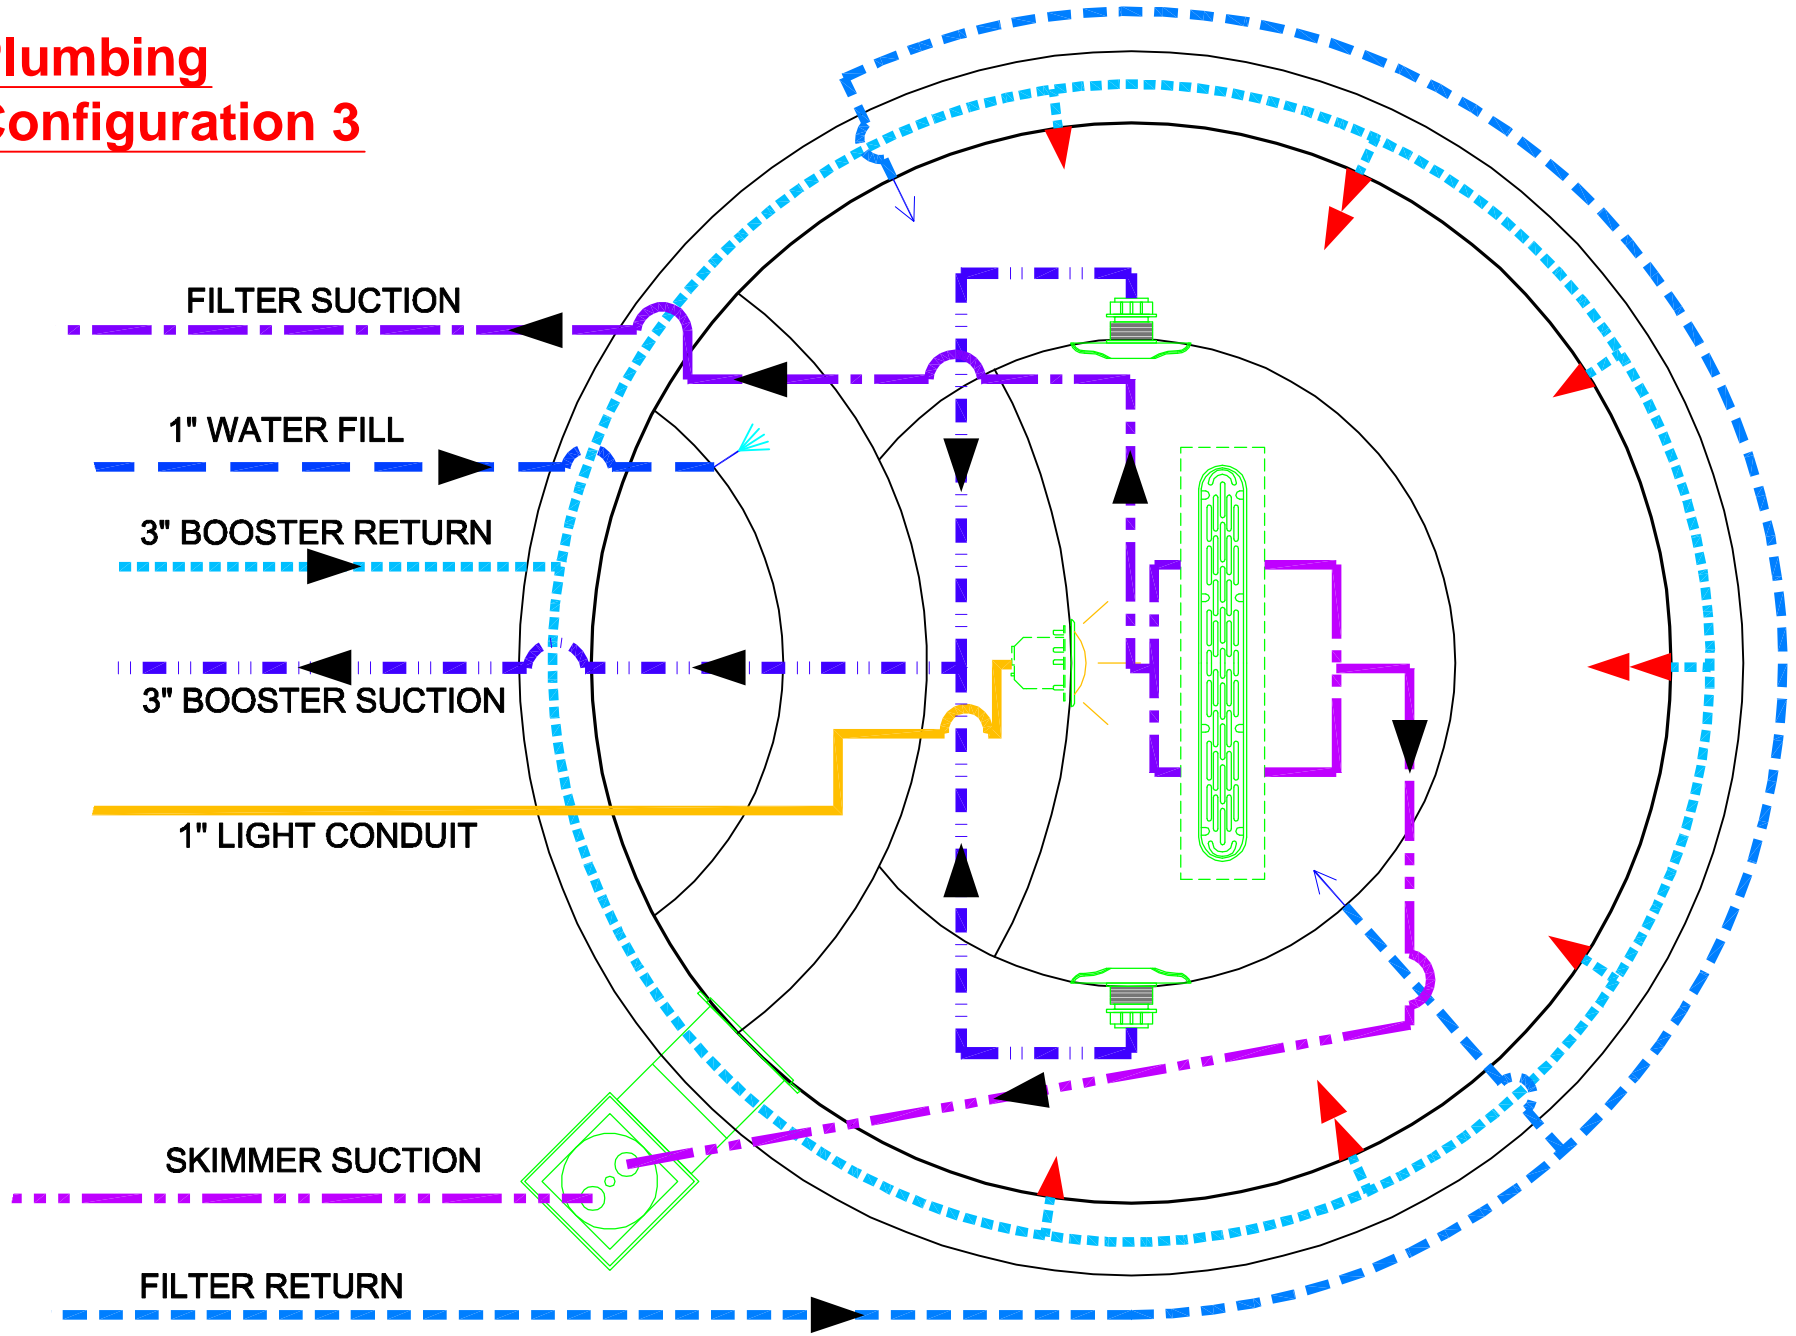 Plumbing
Configuration 3
FILTER SUCTION
1" WATER FILL
3" BOOSTER RETURN
3" BOOSTER SUCTION
1" LIGHT CONDUIT
SKIMMER SUCTION
FILTER RETURN